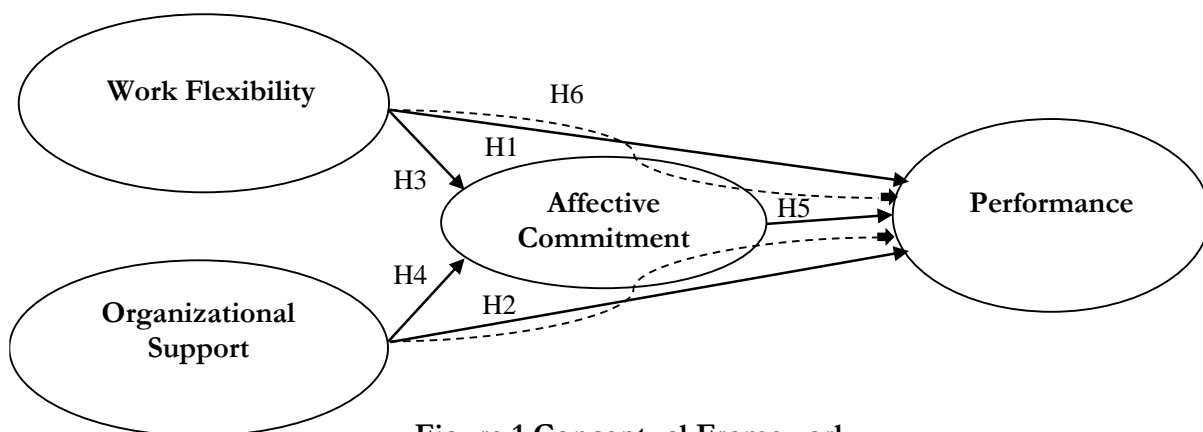 Work Flexibility
H6
H1
H3
Affective
Commitment
H5
Performance
H4
Organizational
Support
H2
Figure 1 Conceptual Framework